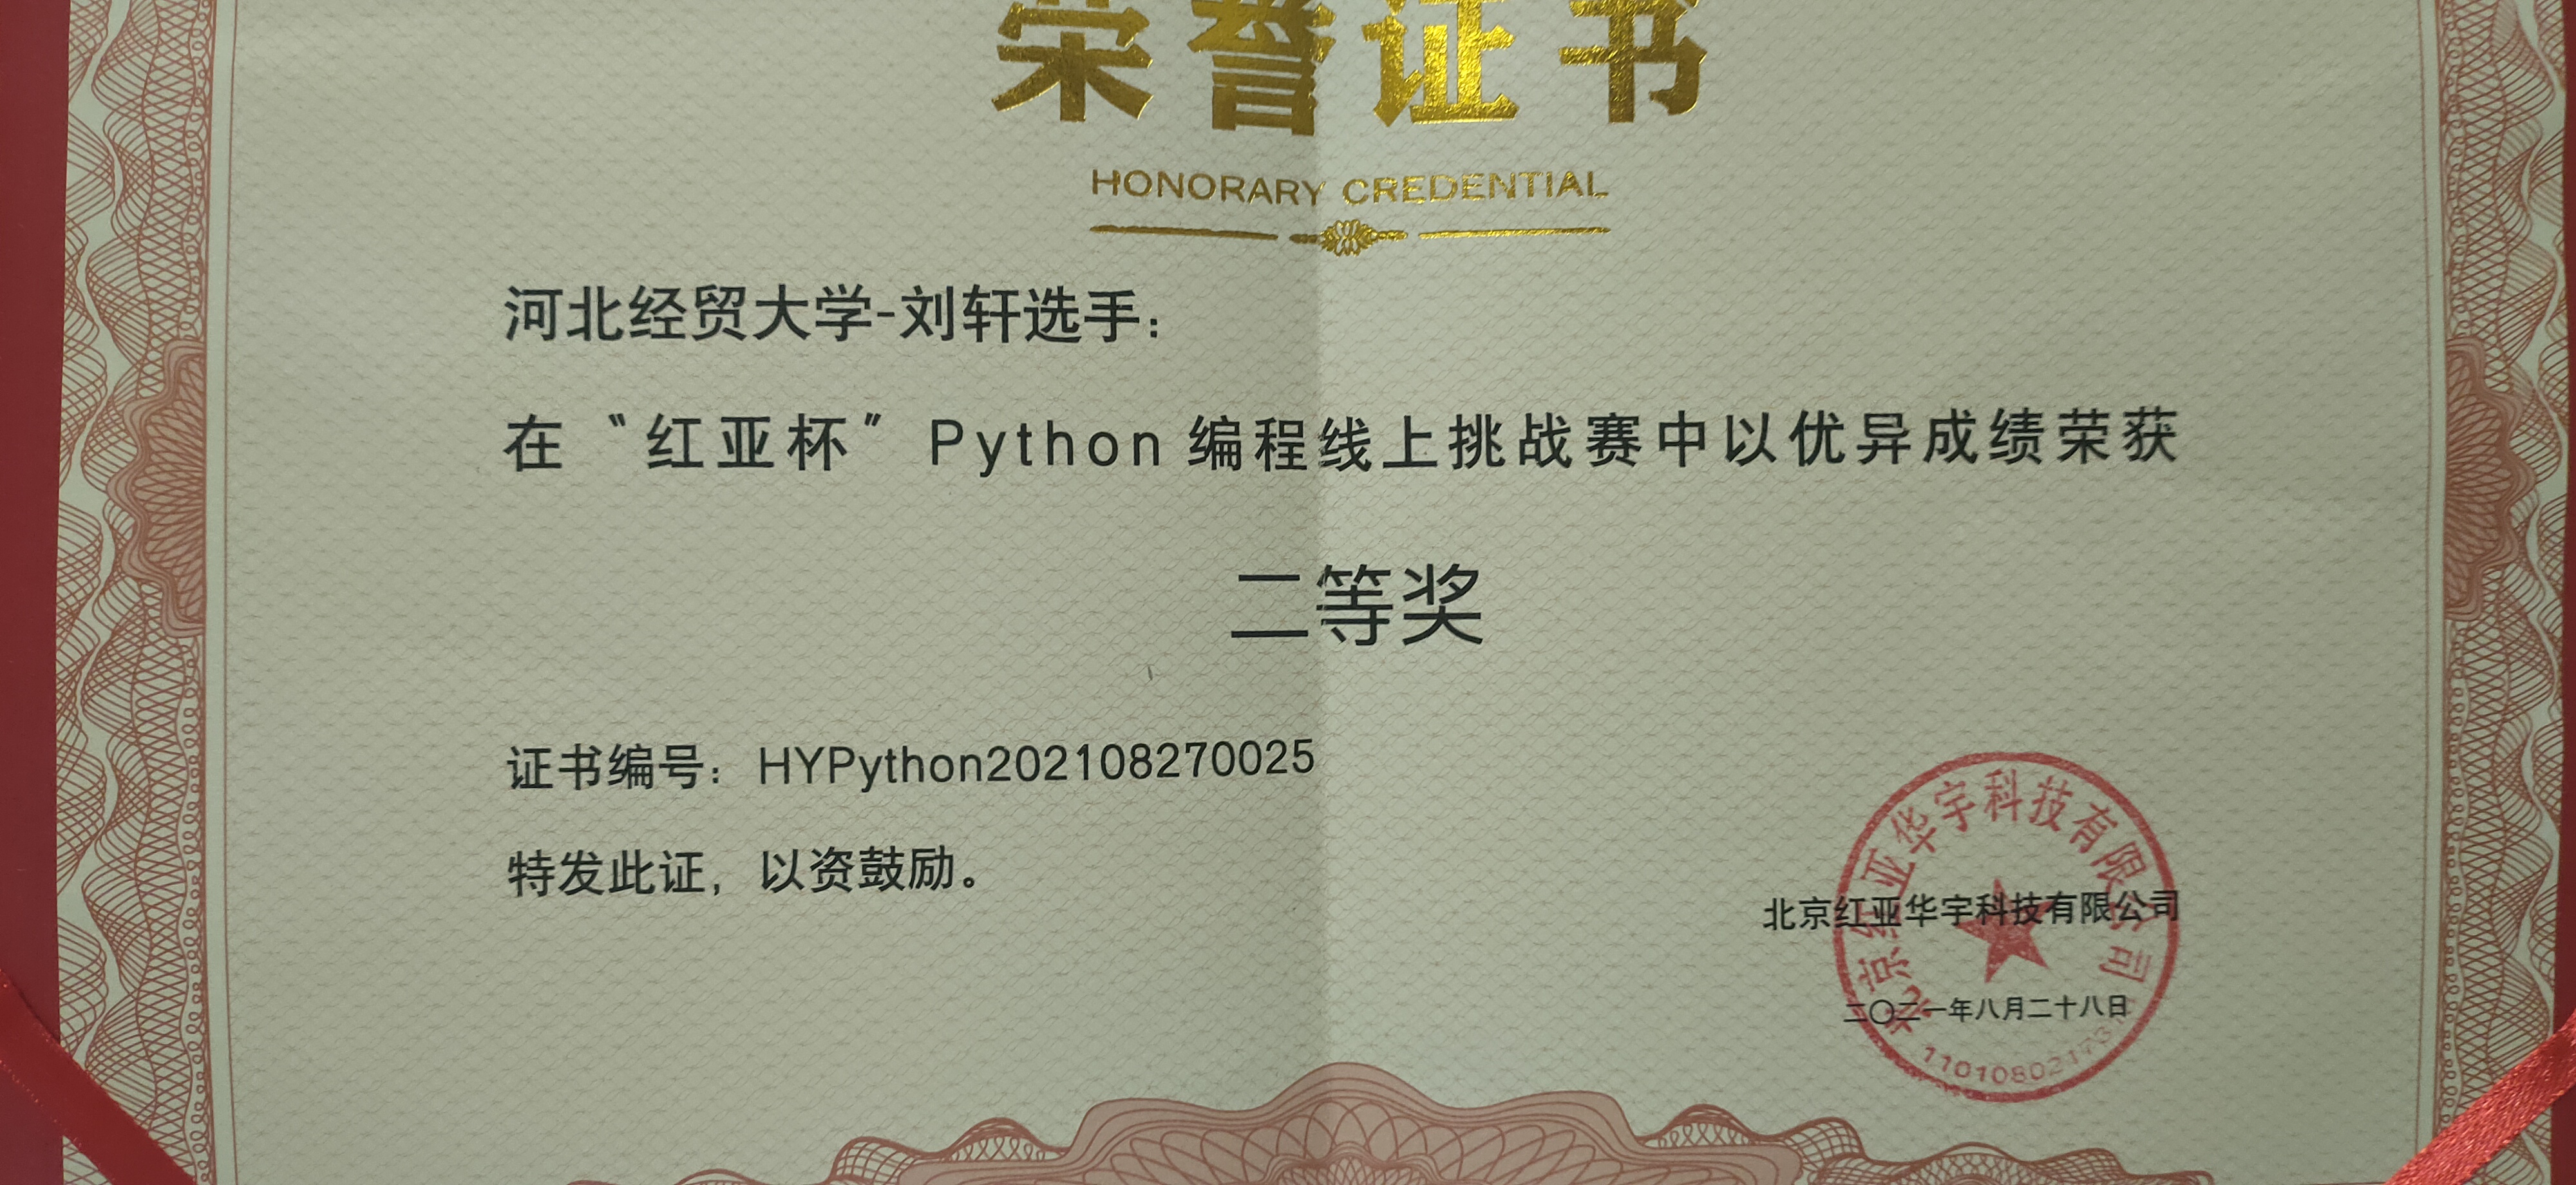 荣誉证书
HONORARY CREDENTIAL
河北经贸大学-刘轩选手：
在“红亚杯”Python编程线上挑战赛中以优异成绩荣获
二等奖
证书编号：HYPython202108270025
特发此证，以资鼓励。
北京红亚华宇科技有限公司
北京红亚华宇科技有限公司
二〇二一年八月二十八日